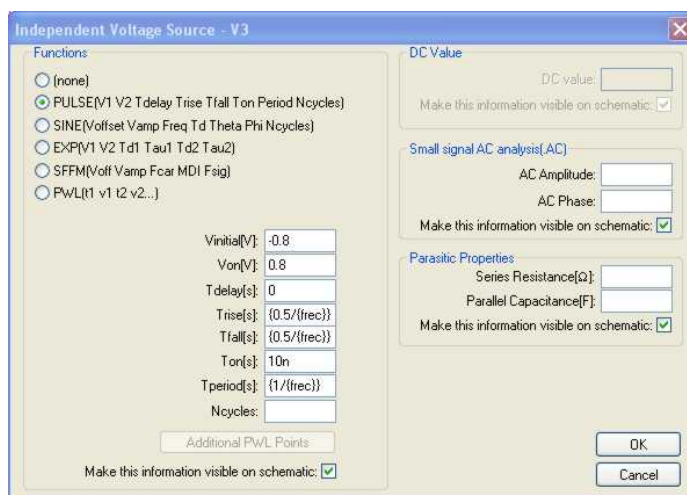 Independent Voltage Source - V3
Functions
(none)
PULSE(V1 V2 Tdelay Trise Tfall Ton Period Ncycles)
SINE(Voffset Vamp Freq Td Theta Phi Ncycles)
EXP(V1 V2 Td1 Tau1 Td2 Tau2)
SFFM(Voff Vamp Fcar MDI Fsig)
PWL(t1 v1 t2 v2...)
Vinitial[V]: -0.8
Von[V]: 0.8
Tdelay[s]: 0
Trise[s]: {0.5/{frec}}
Tfall[s]: {0.5/{frec}}
Ton[s]: 10n
Tperiod[s]: {1/{frec}}
Ncycles:
Additional PWL Points
Make this information visible on schematic:
DC Value
DC value:
Make this information visible on schematic:
Small signal AC analysis(.AC)
AC Amplitude:
AC Phase:
Make this information visible on schematic:
Parasitic Properties
Series Resistance[Ω]:
Parallel Capacitance[F]:
Make this information visible on schematic:
OK
Cancel